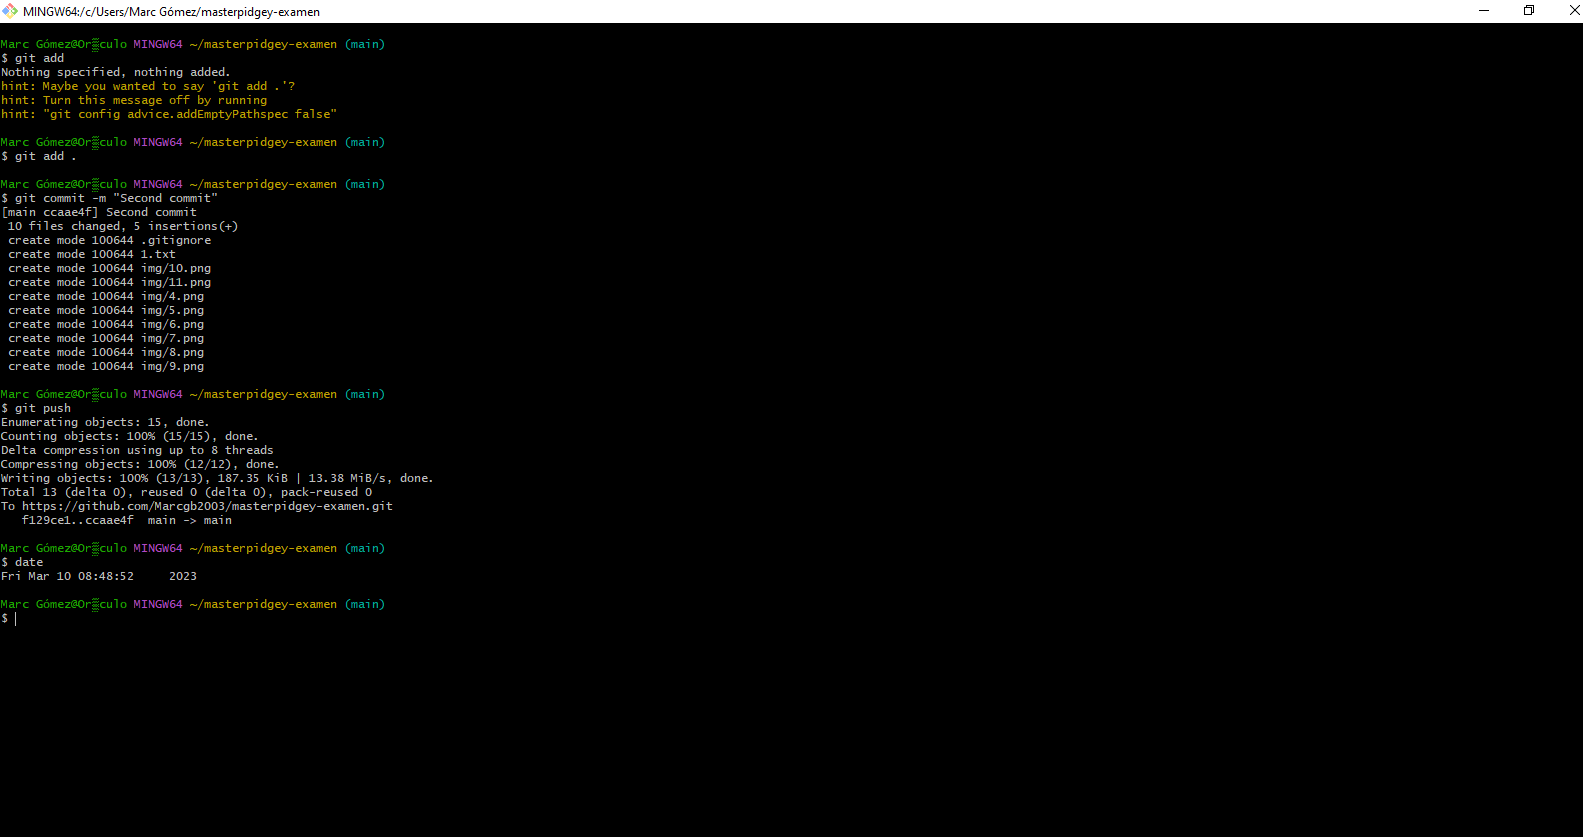 MINGW64:/c/Users/Marc Gómez/masterpidgey-examen
Marc Gómez@Or▒culo MINGW64 ~/masterpidgey-examen (main)
$ git add
Nothing specified, nothing added.
hint: Maybe you wanted to say 'git add .'?
hint: Turn this message off by running
hint: "git config advice.addEmptyPathspec false"
Marc Gómez@Or▒culo MINGW64 ~/masterpidgey-examen (main)
$ git add .
Marc Gómez@Or▒culo MINGW64 ~/masterpidgey-examen (main)
$ git commit -m "Second commit"
[main ccaae4f] Second commit
 10 files changed, 5 insertions(+)
 create mode 100644 .gitignore
 create mode 100644 1.txt
 create mode 100644 img/10.png
 create mode 100644 img/11.png
 create mode 100644 img/4.png
 create mode 100644 img/5.png
 create mode 100644 img/6.png
 create mode 100644 img/7.png
 create mode 100644 img/8.png
 create mode 100644 img/9.png
Marc Gómez@Or▒culo MINGW64 ~/masterpidgey-examen (main)
$ git push
Enumerating objects: 15, done.
Counting objects: 100% (15/15), done.
Delta compression using up to 8 threads
Compressing objects: 100% (12/12), done.
Writing objects: 100% (13/13), 187.35 KiB | 13.38 MiB/s, done.
Total 13 (delta 0), reused 0 (delta 0), pack-reused 0
To https://github.com/Marcgb2003/masterpidgey-examen.git
   f129ce1..ccaae4f  main -> main
Marc Gómez@Or▒culo MINGW64 ~/masterpidgey-examen (main)
$ date
Fri Mar 10 08:48:52     2023
Marc Gómez@Or▒culo MINGW64 ~/masterpidgey-examen (main)
$